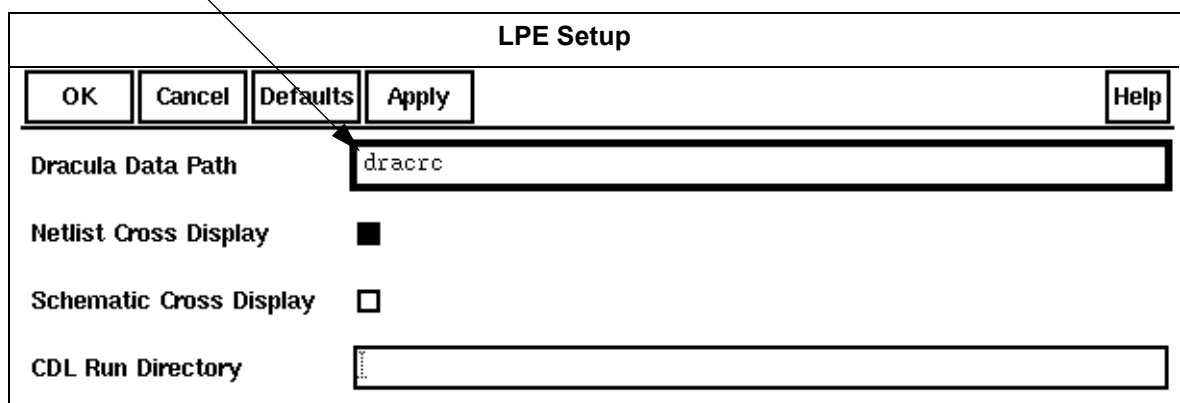 LPE Setup
OK Cancel Defaults Apply Help
Dracula Data Path dracrc
Netlist Cross Display
Schematic Cross Display
CDL Run Directory